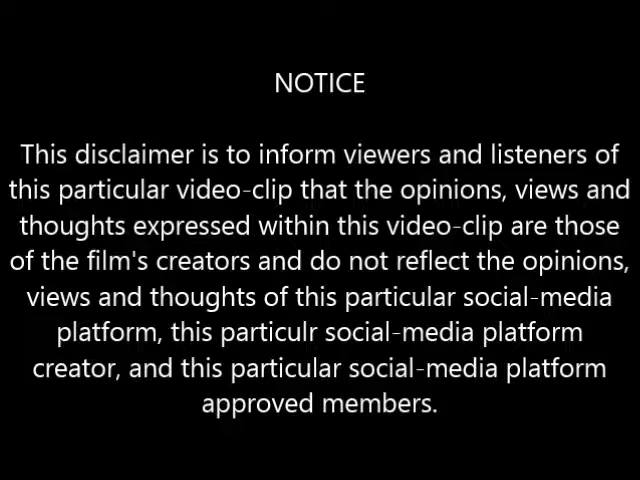 NOTICE
This disclaimer is to inform viewers and listeners of
this particular video-clip that the opinions, views and
thoughts expressed within this video-clip are those
of the film's creators and do not reflect the opinions,
views and thoughts of this particular social-media
platform, this particulr social-media platform
creator, and this particular social-media platform
approved members.